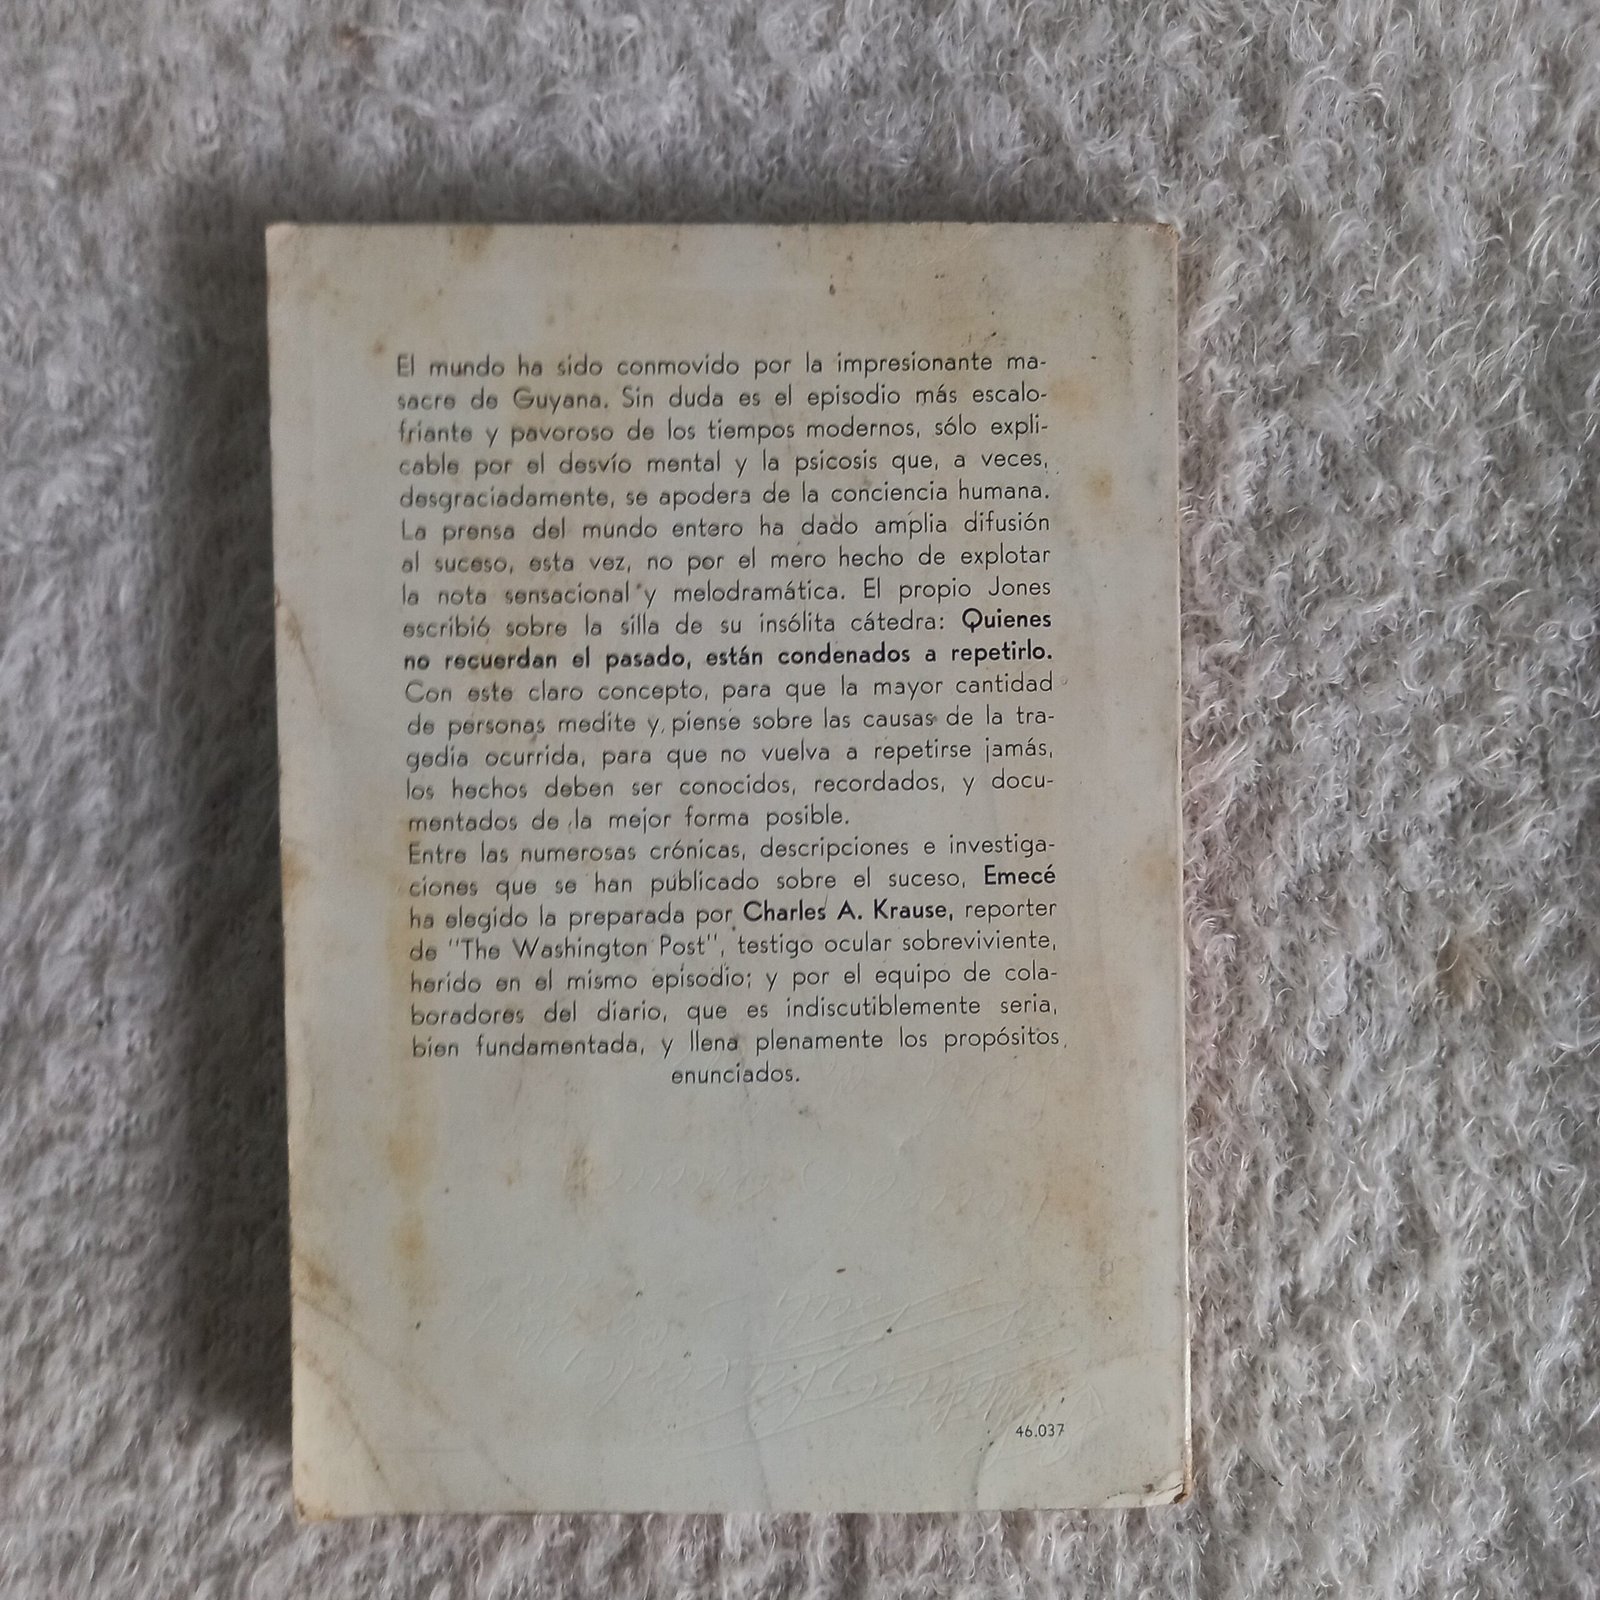 El mundo ha sido conmovido por la impresionante ma-
sacre de Guyana. Sin duda es el episodio más escalo-
friante y pavoroso de los tiempos modernos, sólo expli-
cable por el desvío mental y la psicosis que, a veces,
desgraciadamente, se apodera de la conciencia humana.
La prensa del mundo entero ha dado amplia difusión
al suceso, esta vez, no por el mero hecho de explotar
la nota sensacional y melodramática. El propio Jones
escribió sobre la silla de su insólita cátedra: Quienes
no recuerdan el pasado, están condenados a repetirlo.
Con este claro concepto, para que la mayor cantidad
de personas medite y piense sobre las causas de la tra-
gedia ocurrida, para que no vuelva a repetirse jamás,
los hechos deben ser conocidos, recordados, y docu-
mentados de la mejor forma posible.
Entre las numerosas crónicas, descripciones e investiga-
ciones que se han publicado sobre el suceso, Emecé
ha elegido la preparada por Charles A. Krause, reporter
de "The Washington Post", testigo ocular sobreviviente,
herido en el mismo episodio; y por el equipo de cola-
boradores del diario, que es indiscutiblemente seria,
bien fundamentada, y llena plenamente los propósitos
enunciados.
46.037